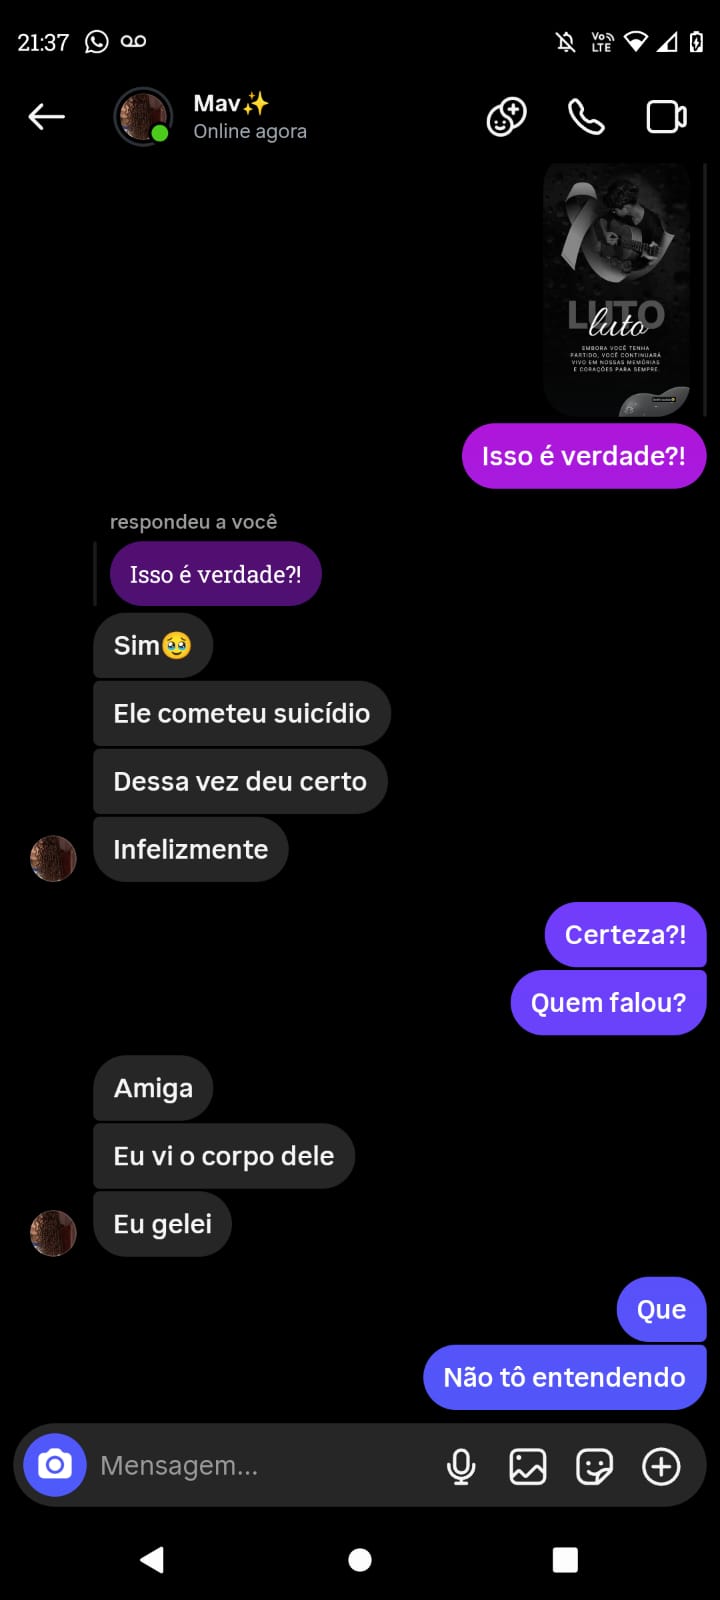 21:37
Vo LTE
Mav✨
Online agora
LUTO
luto
EMBORA VOCÊ TENHA
PARTIDO, VOCÊ CONTINUARÁ
VIVO EM NOSSAS MEMÓRIAS
E CORAÇÕES PARA SEMPRE.
Isso é verdade?!
respondeu a você
Isso é verdade?!
Sim🥹
Ele cometeu suicídio
Dessa vez deu certo
Infelizmente
Certeza?!
Quem falou?
Amiga
Eu vi o corpo dele
Eu gelei
Que
Não tô entendendo
Mensagem...